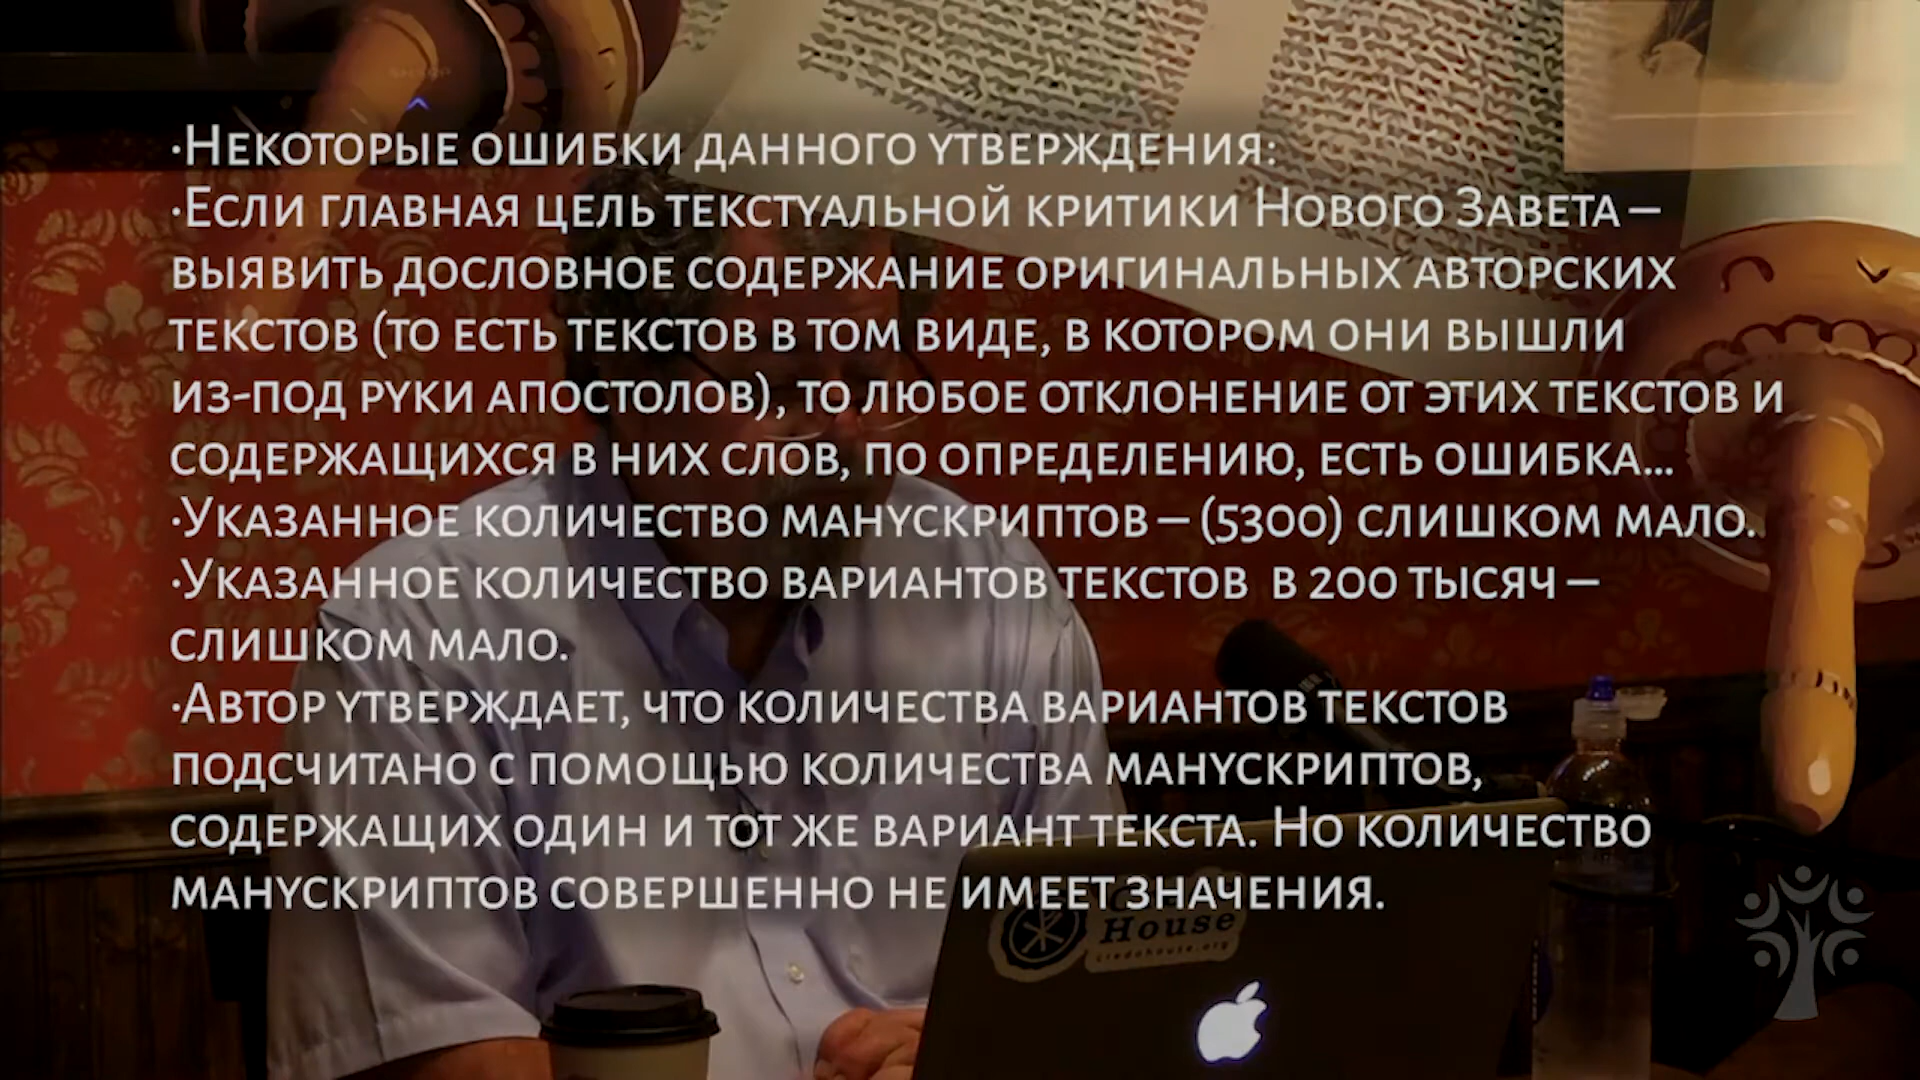 ·Некоторые ошибки данного утверждения:
·Если главная цель текстуальной критики Нового Завета –
выявить дословное содержание оригинальных авторских
текстов (то есть текстов в том виде, в котором они вышли
из-под руки апостолов), то любое отклонение от этих текстов и
содержащихся в них слов, по определению, есть ошибка...
·Указанное количество манускриптов – (5300) слишком мало.
·Указанное количество вариантов текстов в 200 тысяч –
слишком мало.
·Автор утверждает, что количества вариантов текстов
подсчитано с помощью количества манускриптов,
содержащих один и тот же вариант текста. Но количество
манускриптов совершенно не имеет значения.
House
credohouse.org